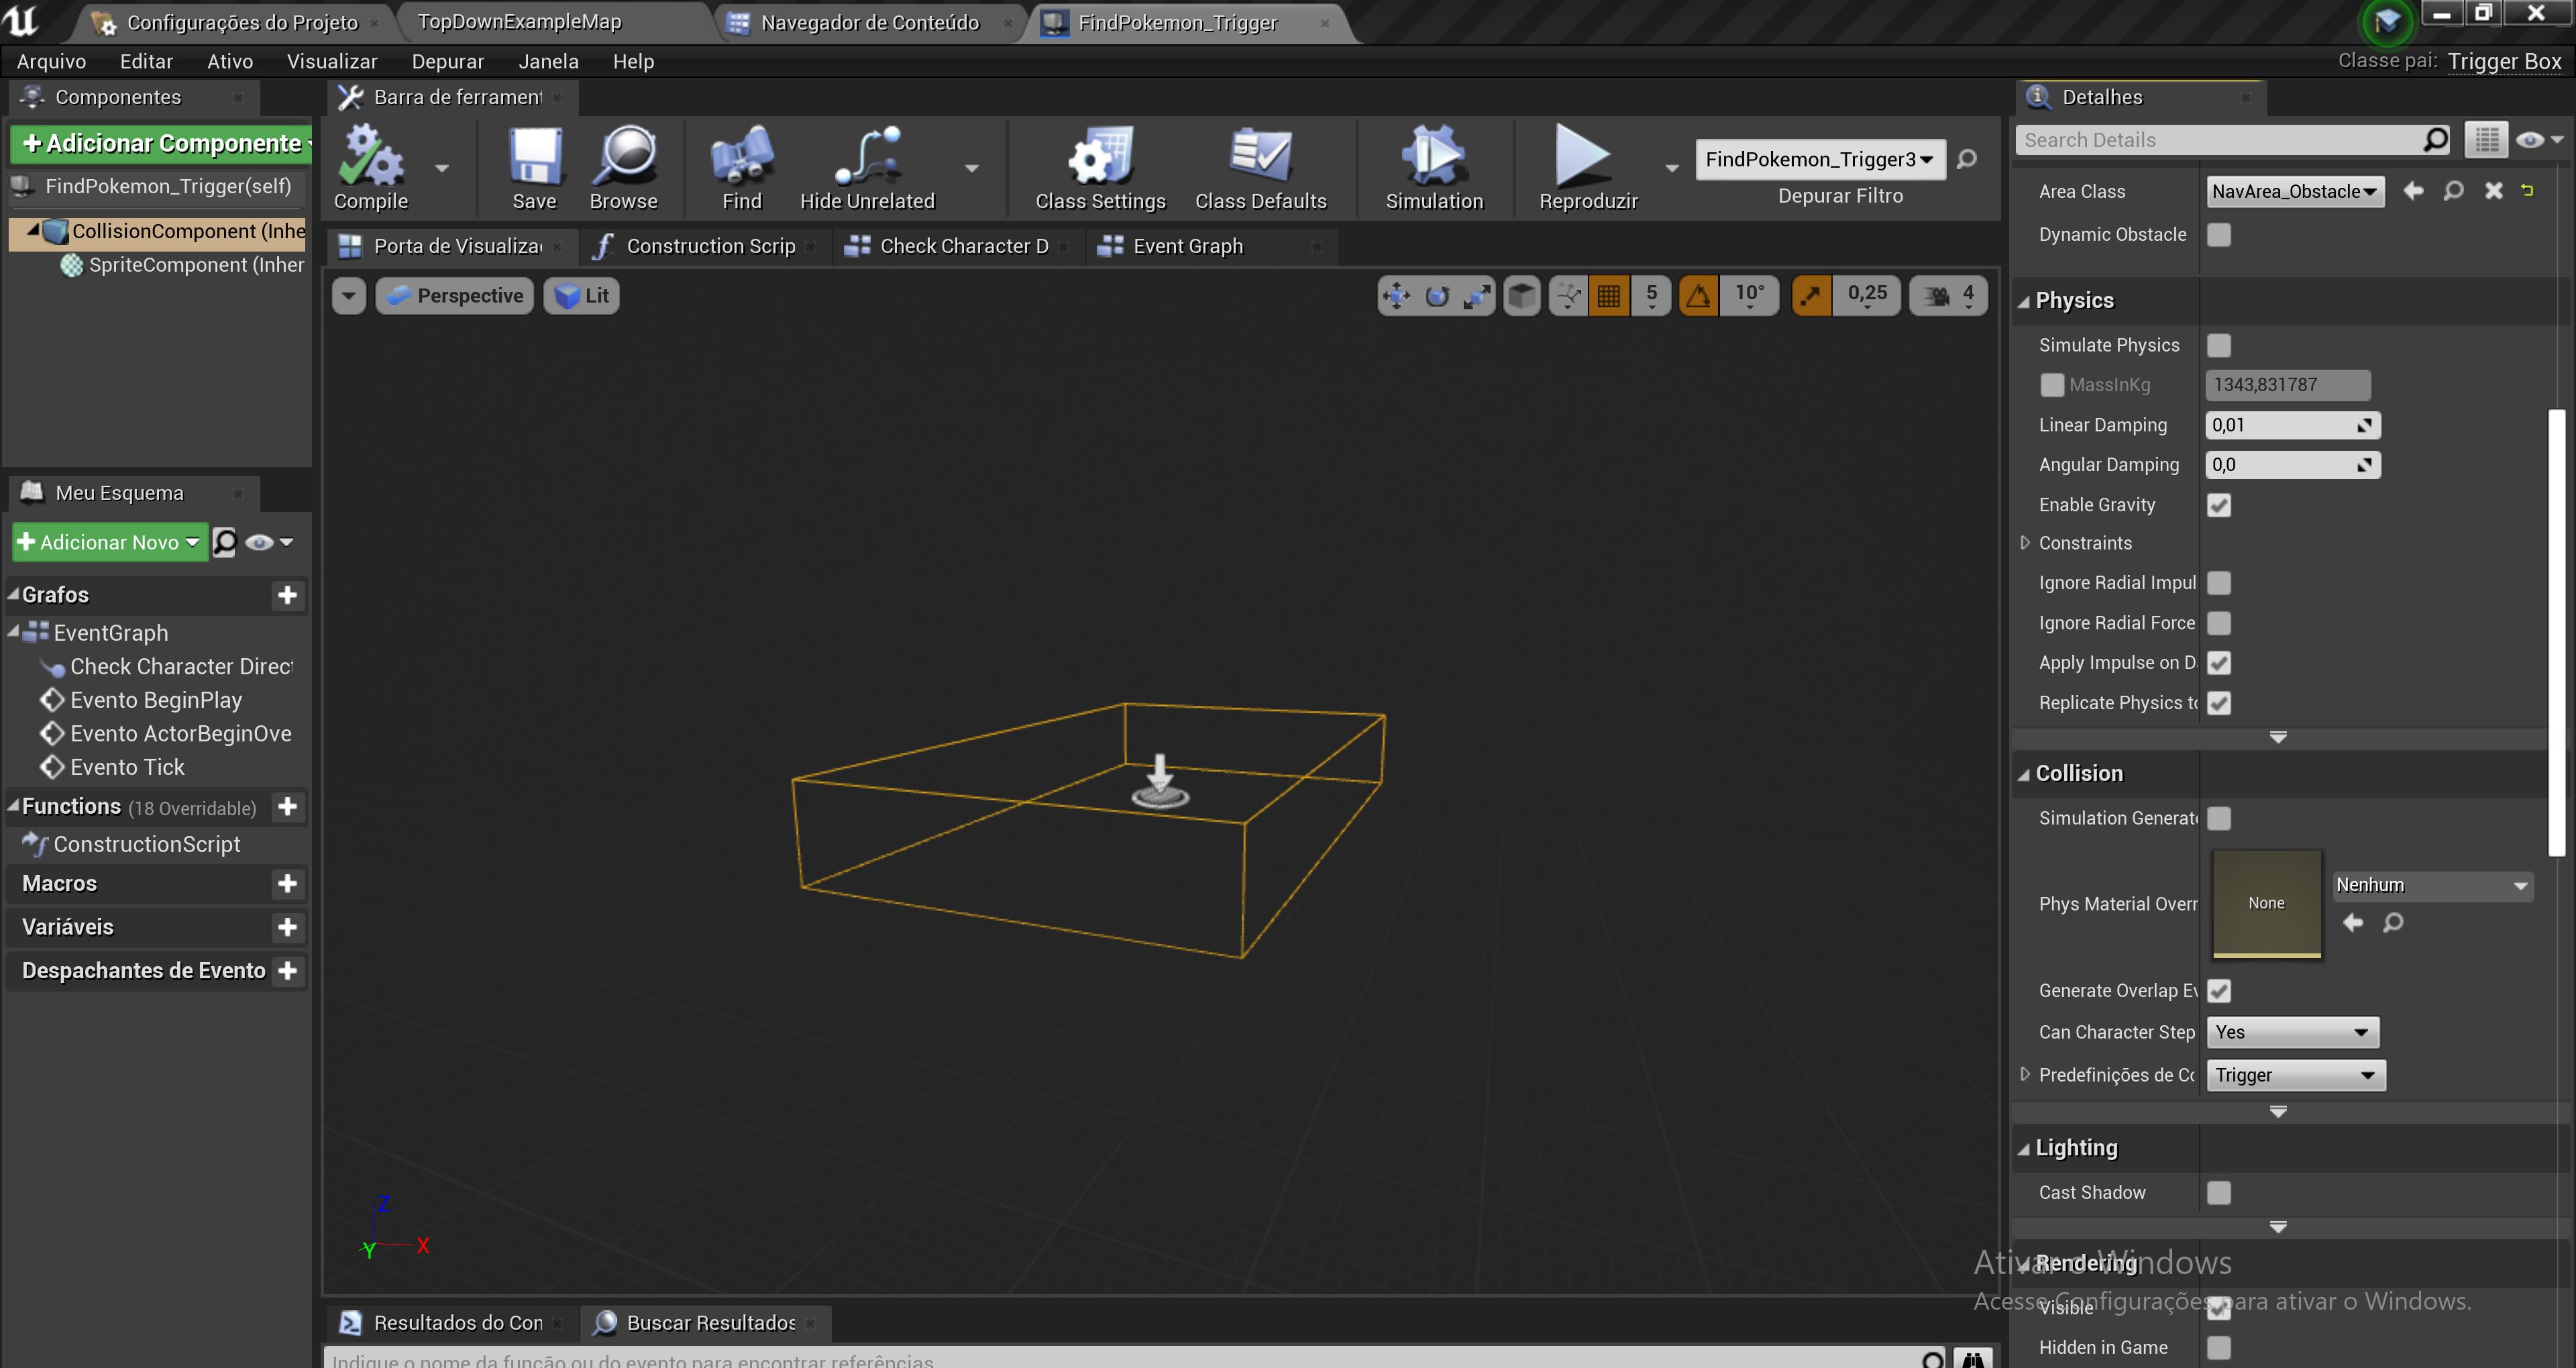 Configurações do Projeto
TopDownExampleMap
Navegador de Conteúdo
FindPokemon_Trigger
Arquivo
Editar
Ativo
Visualizar
Depurar
Janela
Help
Classe pai: Trigger Box
Componentes
Barra de ferrament
Detalhes
Adicionar Componente
FindPokemon_Trigger(self)
CollisionComponent (Inhe
SpriteComponent (Inher
Compile
Save
Browse
Find
Hide Unrelated
Class Settings
Class Defaults
Simulation
Reproduzir
FindPokemon_Trigger3
Depurar Filtro
Porta de Visualiza
Construction Scrip
Check Character D
Event Graph
Perspective
Lit
5
10°
0,25
4
Meu Esquema
Adicionar Novo
Grafos
EventGraph
Check Character Direct
Evento BeginPlay
Evento ActorBeginOve
Evento Tick
Functions (18 Overridable)
ConstructionScript
Macros
Variáveis
Despachantes de Evento
Z
Y
X
Resultados do Con
Buscar Resultados
Indique o nome da função ou do evento para encontrar referências
Search Details
Area Class
NavArea_Obstacle
Dynamic Obstacle
Physics
Simulate Physics
MassInKg
1343,831787
Linear Damping
0,01
Angular Damping
0,0
Enable Gravity
Constraints
Ignore Radial Impul
Ignore Radial Force
Apply Impulse on D
Replicate Physics to
Collision
Simulation Generate
Phys Material Overr
None
Nenhum
Generate Overlap Ev
Can Character Step
Yes
Predefinições de Co
Trigger
Lighting
Cast Shadow
Rendering
Visible
Hidden in Game
Ativar o Windows
Acesse Configurações para ativar o Windows.